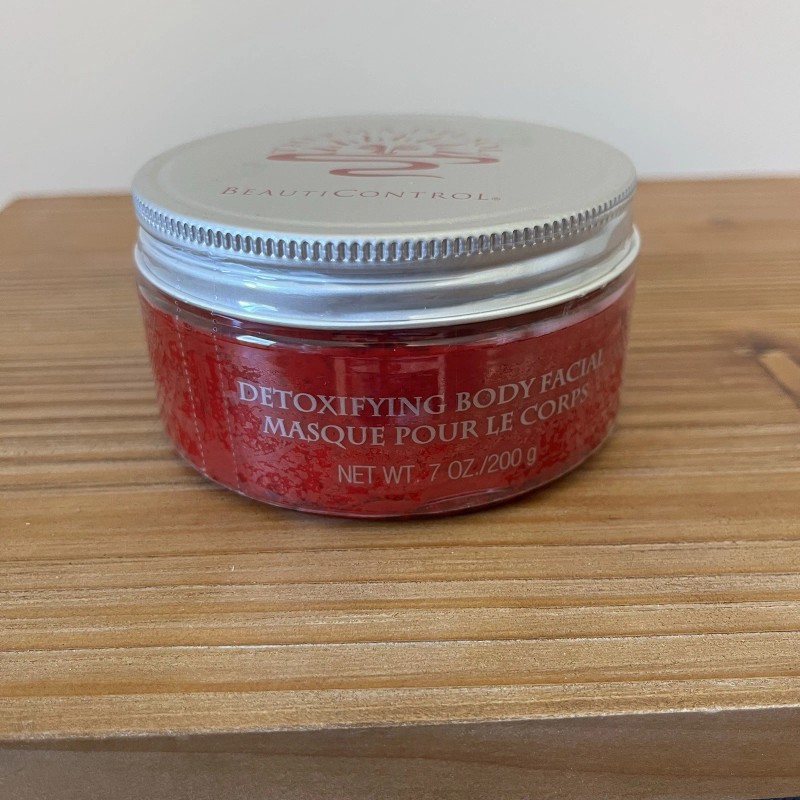 BEAUTICONTROL®
DETOXIFYING BODY FACIAL
MASQUE POUR LE CORPS
NET WT. 7 OZ./200 g